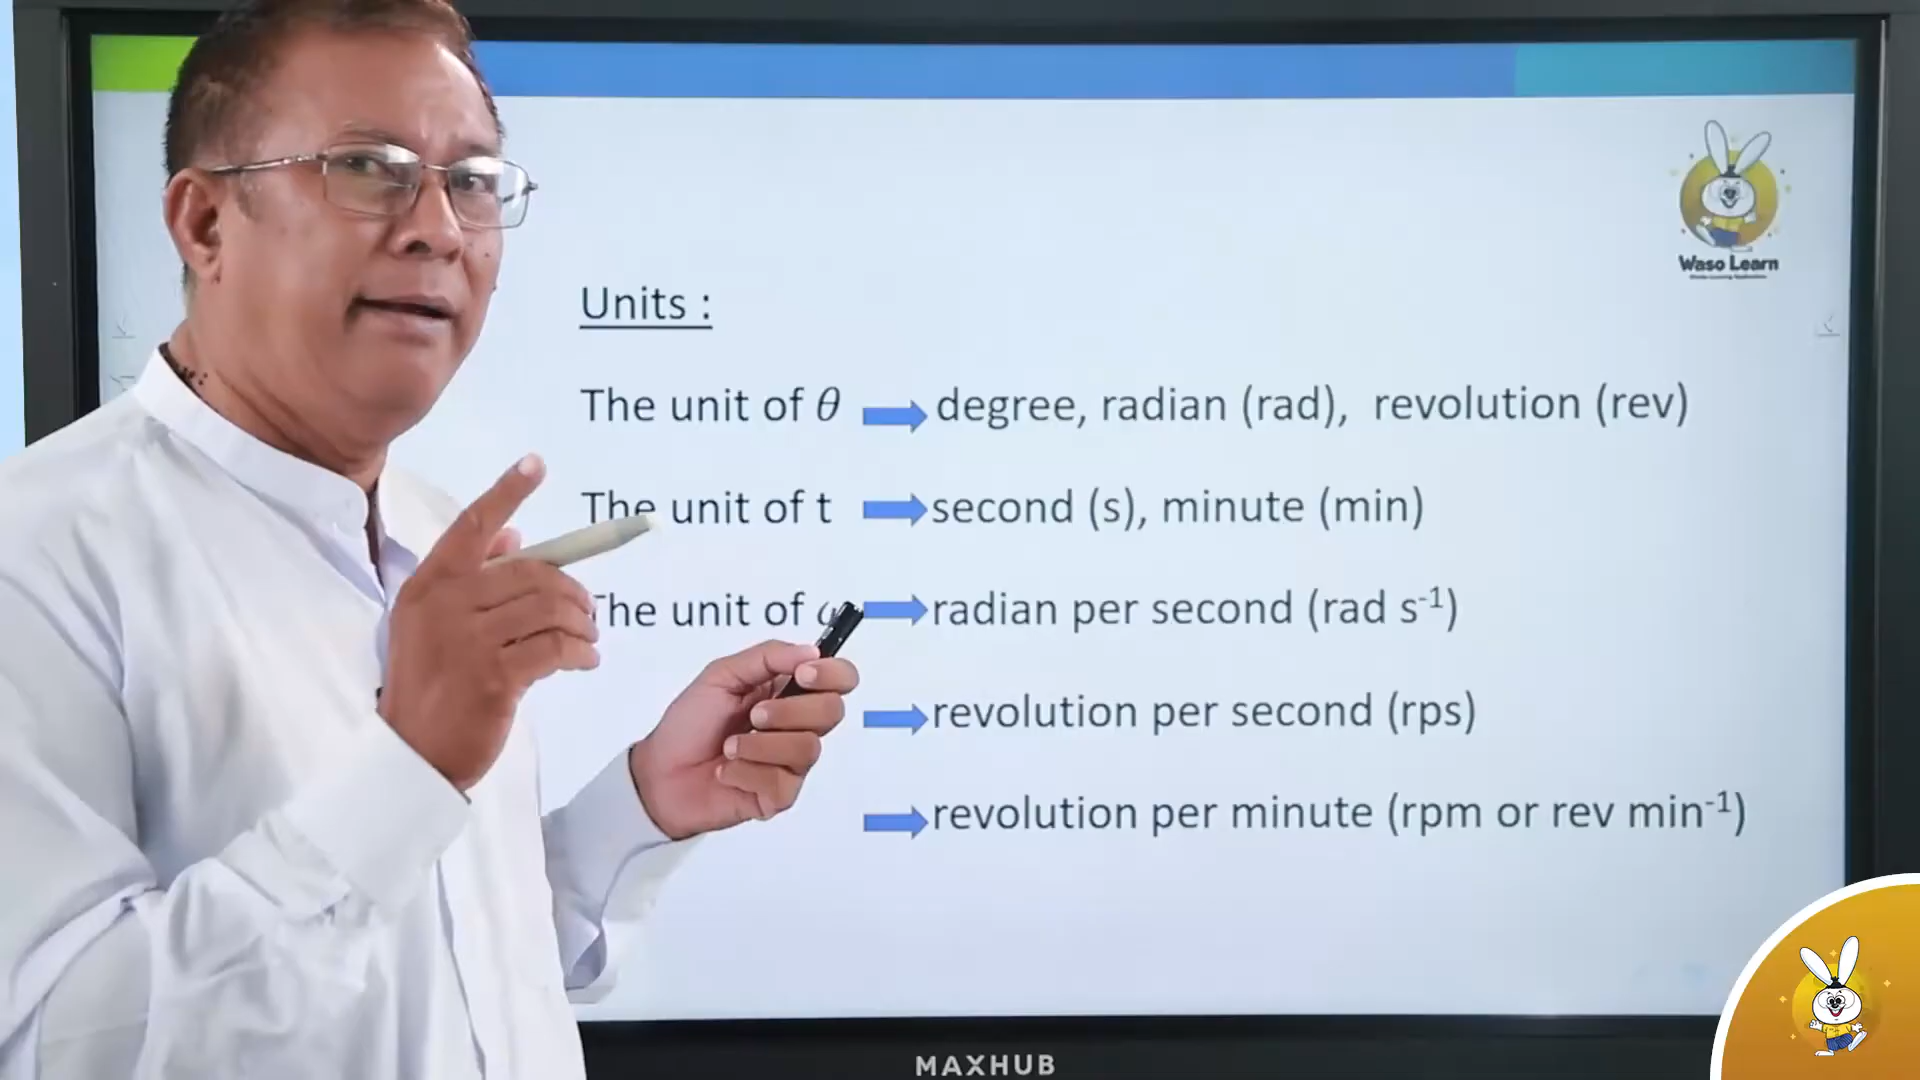 Waso Learn
Units :
The unit of θ degree, radian (rad), revolution (rev)
The unit of t second (s), minute (min)
The unit of radian per second (rad s⁻¹)
revolution per second (rps)
revolution per minute (rpm or rev min⁻¹)
MAXHUB